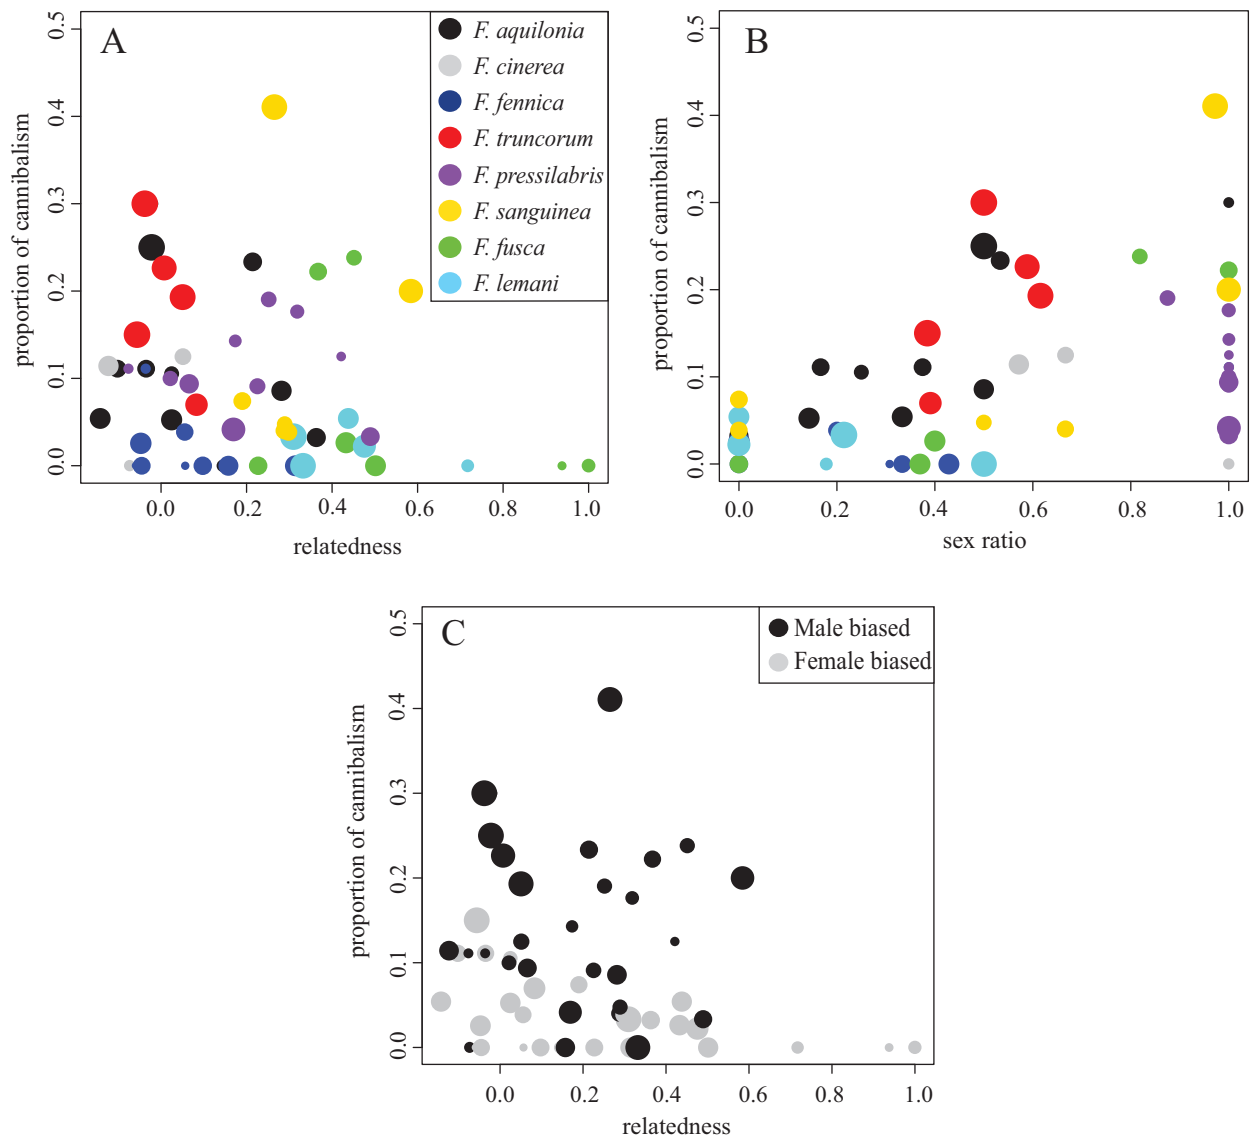 A
F. aquilonia
F. cinerea
F. fennica
F. truncorum
F. pressilabris
F. sanguinea
F. fusca
F. lemani
0.5
0.4
0.3
0.2
0.1
0.0
proportion of cannibalism
0.0 0.2 0.4 0.6 0.8 1.0
relatedness
B
0.5
0.4
0.3
0.2
0.1
0.0
proportion of cannibalism
0.0 0.2 0.4 0.6 0.8 1.0
sex ratio
C
Male biased
Female biased
0.5
0.4
0.3
0.2
0.1
0.0
proportion of cannibalism
0.0 0.2 0.4 0.6 0.8 1.0
relatedness